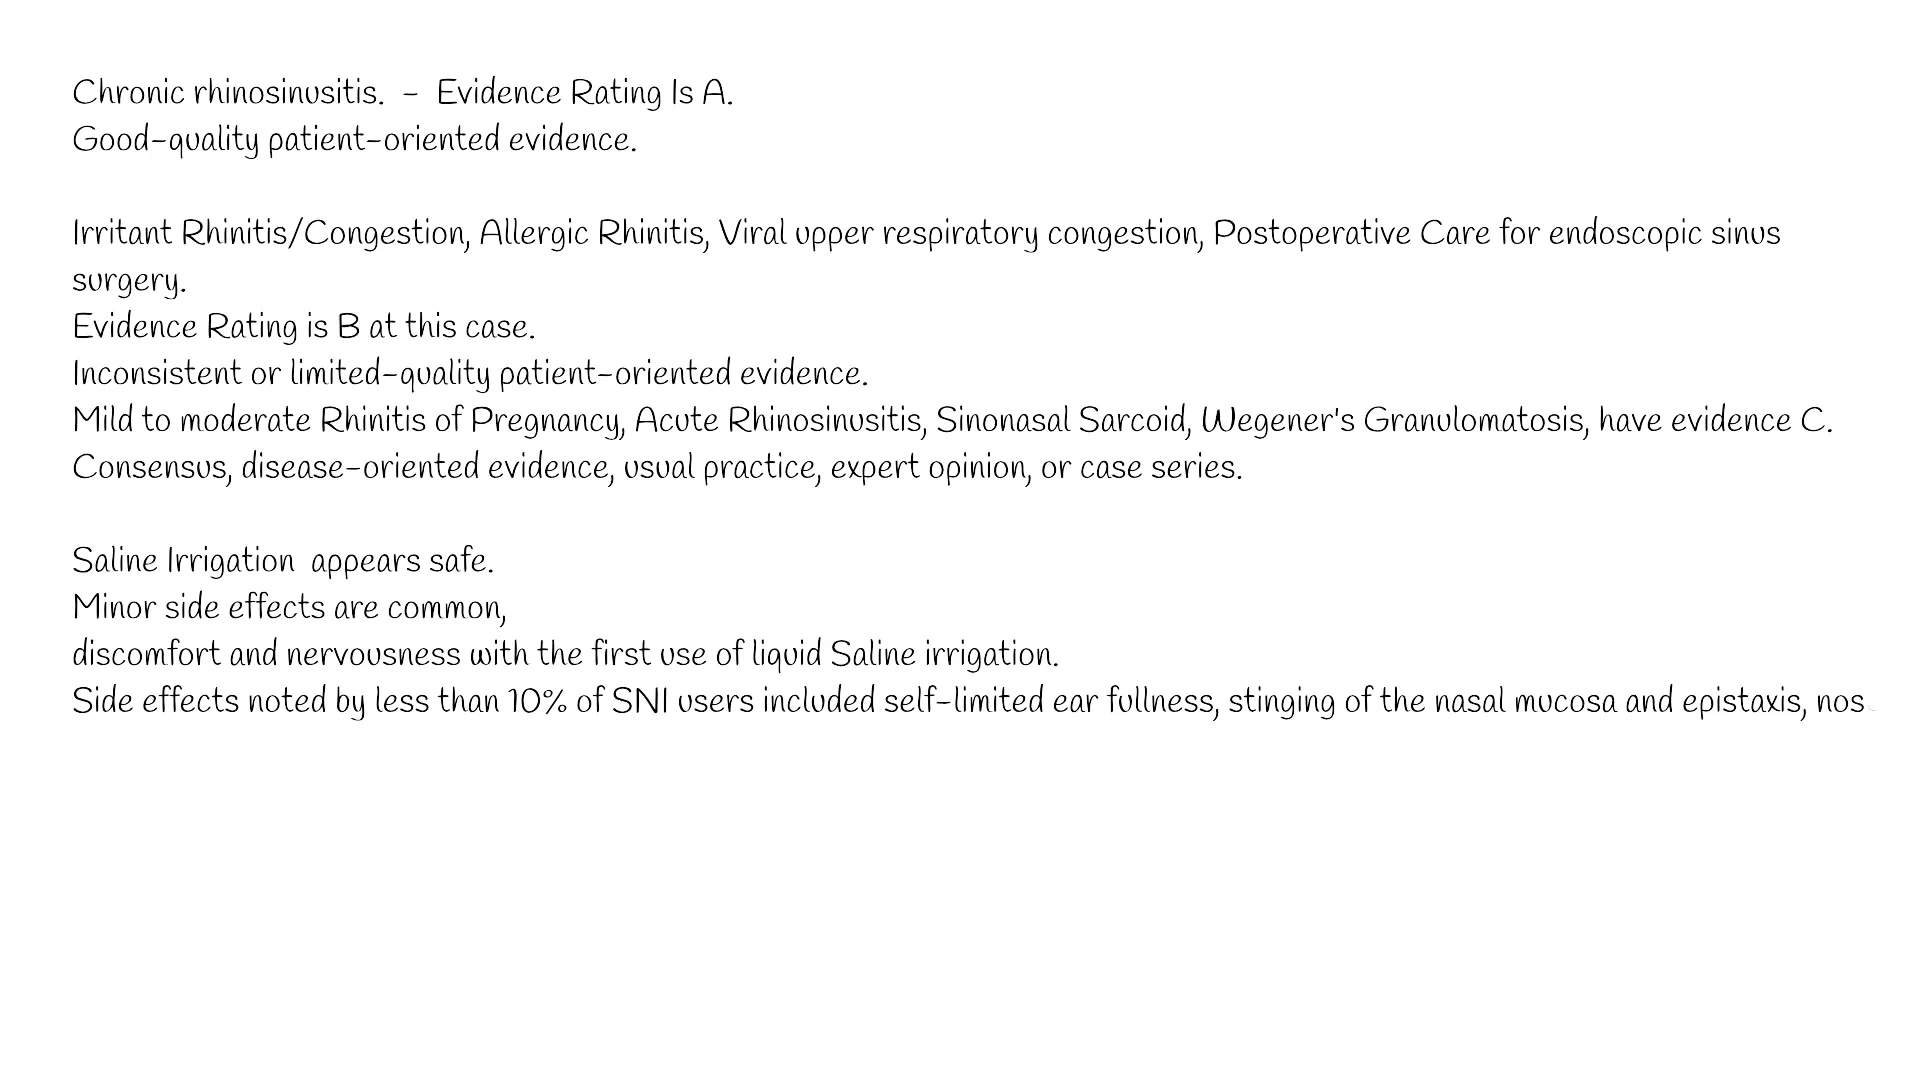 Chronic rhinosinusitis. - Evidence Rating Is A.
Good-quality patient-oriented evidence.
Irritant Rhinitis/Congestion, Allergic Rhinitis, Viral upper respiratory congestion, Postoperative Care for endoscopic sinus
surgery.
Evidence Rating is B at this case.
Inconsistent or limited-quality patient-oriented evidence.
Mild to moderate Rhinitis of Pregnancy, Acute Rhinosinusitis, Sinonasal Sarcoid, Wegener's Granulomatosis, have evidence C.
Consensus, disease-oriented evidence, usual practice, expert opinion, or case series.
Saline Irrigation appears safe.
Minor side effects are common,
discomfort and nervousness with the first use of liquid Saline irrigation.
Side effects noted by less than 10% of SNI users included self-limited ear fullness, stinging of the nasal mucosa and epistaxis, nos